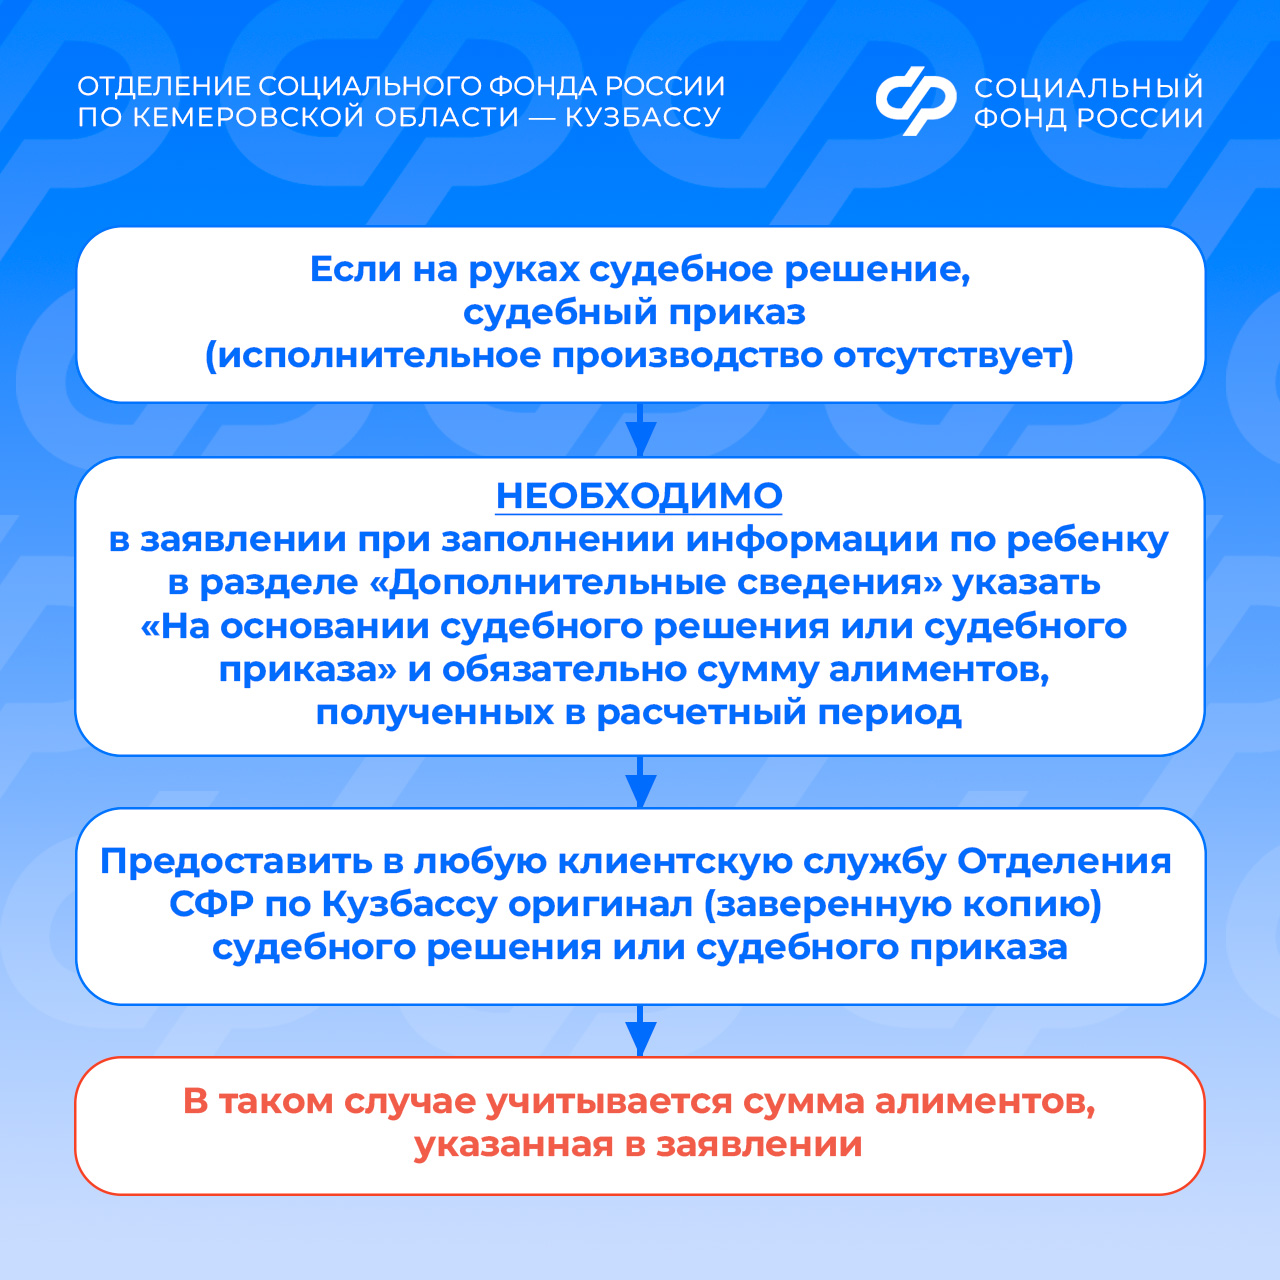 ОТДЕЛЕНИЕ СОЦИАЛЬНОГО ФОНДА РОССИИ
ПО КЕМЕРОВСКОЙ ОБЛАСТИ — КУЗБАССУ
СОЦИАЛЬНЫЙ
ФОНД РОССИИ
Если на руках судебное решение,
судебный приказ
(исполнительное производство отсутствует)
НЕОБХОДИМО
в заявлении при заполнении информации по ребенку
в разделе «Дополнительные сведения» указать
«На основании судебного решения или судебного
приказа» и обязательно сумму алиментов,
полученных в расчетный период
Предоставить в любую клиентскую службу Отделения
СФР по Кузбассу оригинал (заверенную копию)
судебного решения или судебного приказа
В таком случае учитывается сумма алиментов,
указанная в заявлении